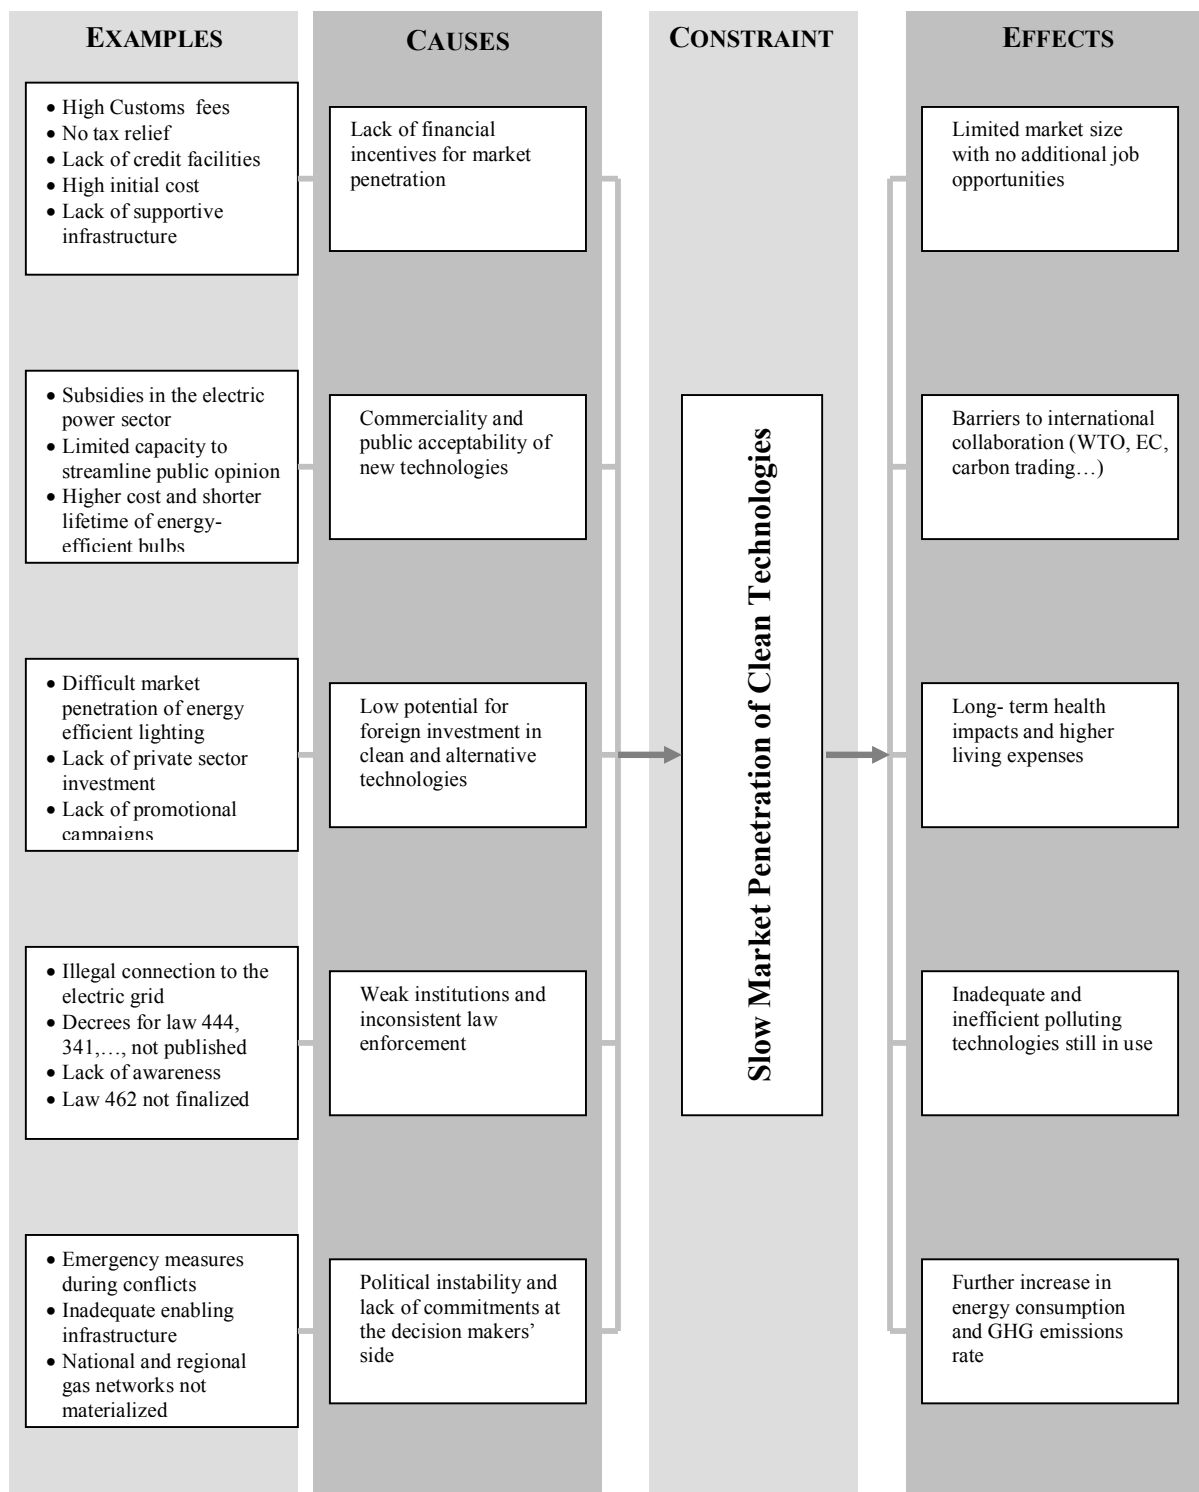 EXAMPLES
• High Customs fees
• No tax relief
• Lack of credit facilities
• High initial cost
• Lack of supportive
infrastructure
• Subsidies in the electric
power sector
• Limited capacity to
streamline public opinion
• Higher cost and shorter
lifetime of energy-
efficient bulbs
• Difficult market
penetration of energy
efficient lighting
• Lack of private sector
investment
• Lack of promotional
campaigns
• Illegal connection to the
electric grid
• Decrees for law 444,
341,…, not published
• Lack of awareness
• Law 462 not finalized
• Emergency measures
during conflicts
• Inadequate enabling
infrastructure
• National and regional
gas networks not
materialized
CAUSES
Lack of financial
incentives for market
penetration
Commerciality and
public acceptability of
new technologies
Low potential for
foreign investment in
clean and alternative
technologies
Weak institutions and
inconsistent law
enforcement
Political instability and
lack of commitments at
the decision makers’
side
CONSTRAINT
Slow Market Penetration of Clean Technologies
EFFECTS
Limited market size
with no additional job
opportunities
Barriers to international
collaboration (WTO, EC,
carbon trading…)
Long- term health
impacts and higher
living expenses
Inadequate and
inefficient polluting
technologies still in use
Further increase in
energy consumption
and GHG emissions
rate